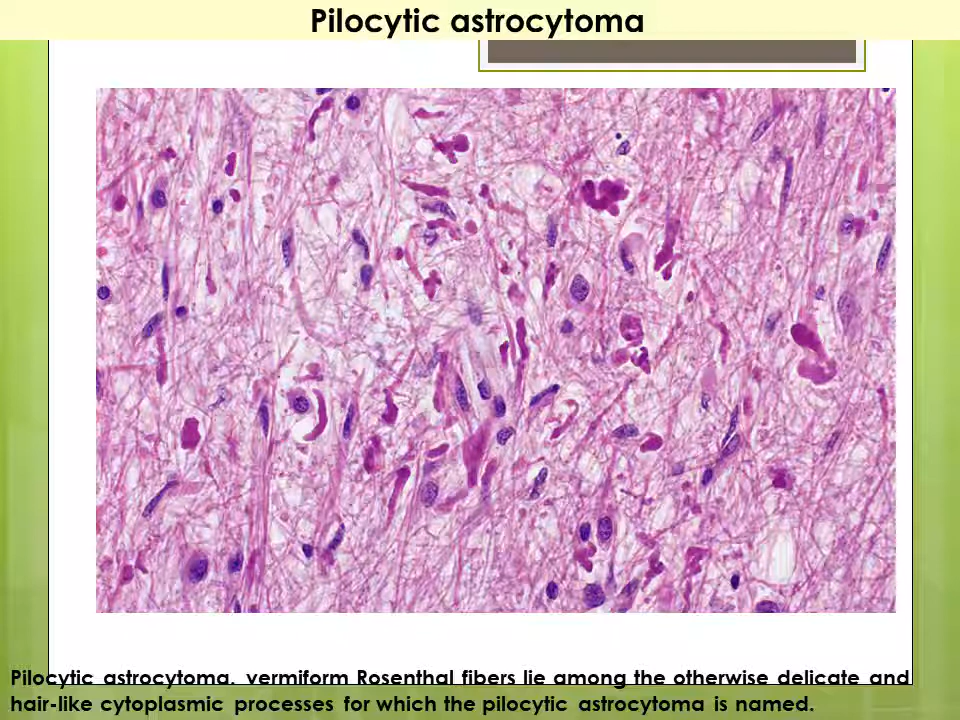 Pilocytic astrocytoma
Pilocytic astrocytoma. vermiform Rosenthal fibers lie among the otherwise delicate and
hair-like cytoplasmic processes for which the pilocytic astrocytoma is named.